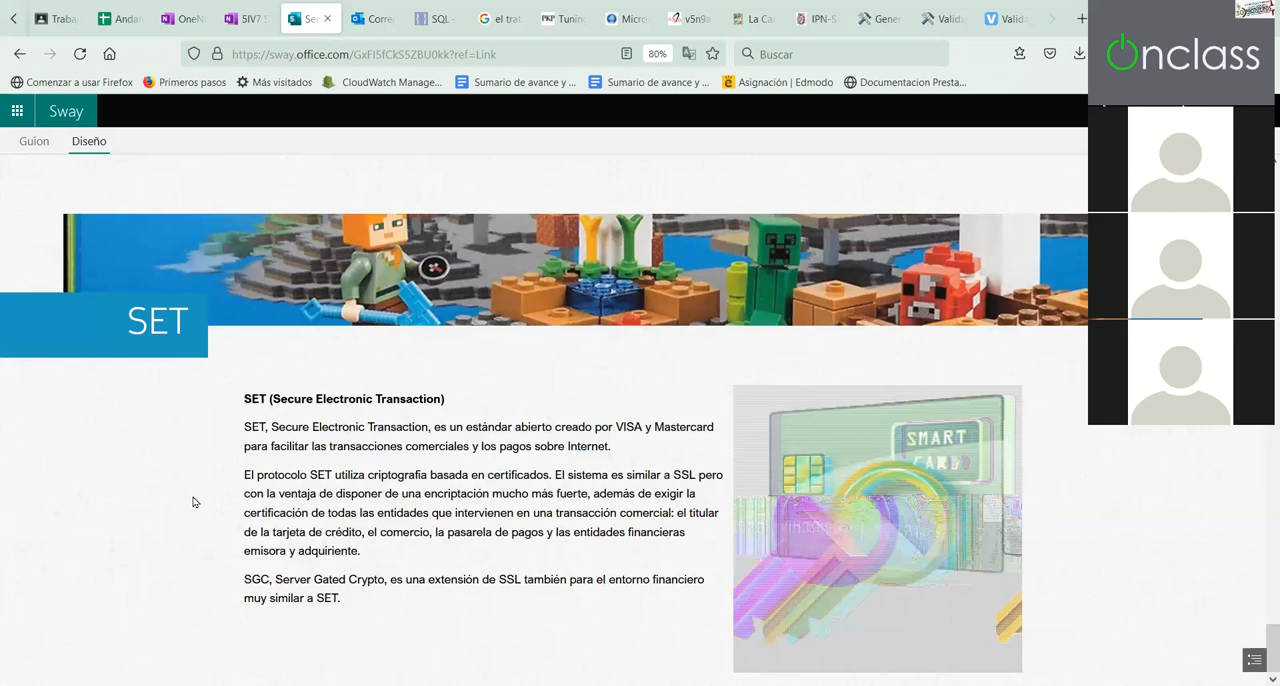 Trabaj
Andan
OneNo
5IV7 S
Ser
Corre
SQL -
el trat
PKP Tunin
Micro
v5n9a
La Ca
IPN-S
Gener
Valida
Valida
https://sway.office.com/GxFI5fCkS5ZBU0kk?ref=Link
80%
Buscar
Comenzar a usar Firefox
Primeros pasos
Más visitados
CloudWatch Manage...
Sumario de avance y ...
Sumario de avance y ...
Asignación | Edmodo
Documentacion Presta...
Onclass
Sway
Guion
Diseño
SET
SET (Secure Electronic Transaction)
SET, Secure Electronic Transaction, es un estándar abierto creado por VISA y Mastercard
para facilitar las transacciones comerciales y los pagos sobre Internet.
El protocolo SET utiliza criptografía basada en certificados. El sistema es similar a SSL pero
con la ventaja de disponer de una encriptación mucho más fuerte, además de exigir la
certificación de todas las entidades que intervienen en una transacción comercial: el titular
de la tarjeta de crédito, el comercio, la pasarela de pagos y las entidades financieras
emisora y adquiriente.
SGC, Server Gated Crypto, es una extensión de SSL también para el entorno financiero
muy similar a SET.
SMART
CARD